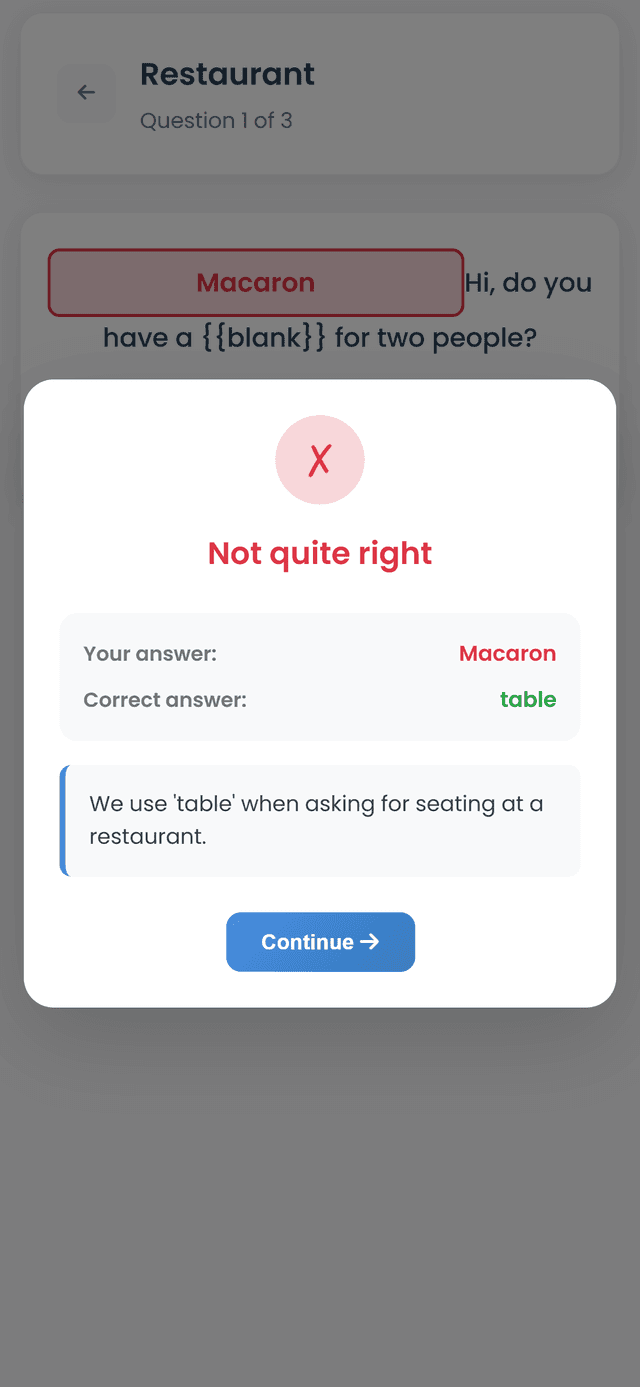 Restaurant
Question 1 of 3
Macaron Hi, do you
have a {{blank}} for two people?
✗
Not quite right
Your answer: Macaron
Correct answer: table
We use 'table' when asking for seating at a
restaurant.
Continue →